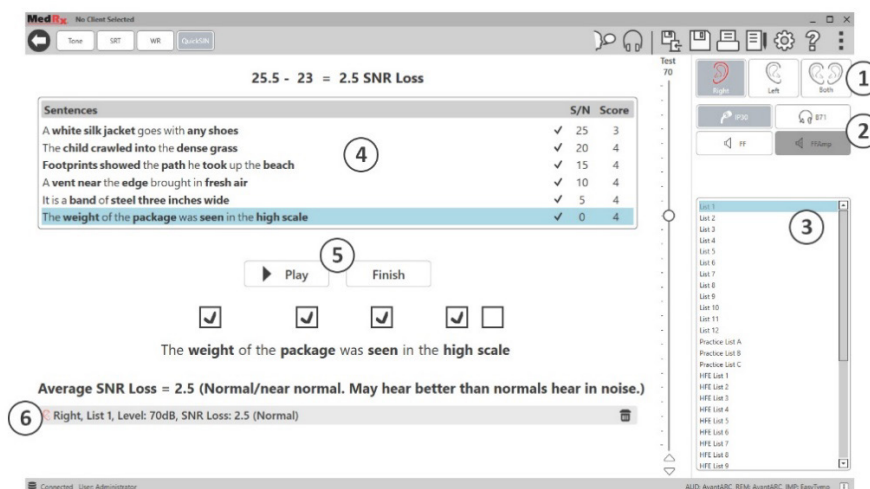 MedRx No Client Selected
Tone SRT WR QuickSIN
25.5 - 23 = 2.5 SNR Loss
Sentences S/N Score
A white silk jacket goes with any shoes ✓ 25 3
The child crawled into the dense grass ✓ 20 4
Footprints showed the path he took up the beach ✓ 15 4
A vent near the edge brought in fresh air ✓ 10 4
It is a band of steel three inches wide ✓ 5 4
The weight of the package was seen in the high scale ✓ 0 4
4
5
Play Finish
The weight of the package was seen in the high scale
Average SNR Loss = 2.5 (Normal/near normal. May hear better than normals hear in noise.)
6 Right, List 1, Level: 70dB, SNR Loss: 2.5 (Normal)
Test
70
Right Left Both 1
IP30 B71 2
FF FFAmp
3
List 1
List 2
List 3
List 4
List 5
List 6
List 7
List 8
List 9
List 10
List 11
List 12
Practice List A
Practice List B
Practice List C
HFE List 1
HFE List 2
HFE List 3
HFE List 4
HFE List 5
HFE List 6
HFE List 7
HFE List 8
HFE List 9
Connected User: Administrator
AUD: AvantARC REM: AvantARC IMP: EasyTymp